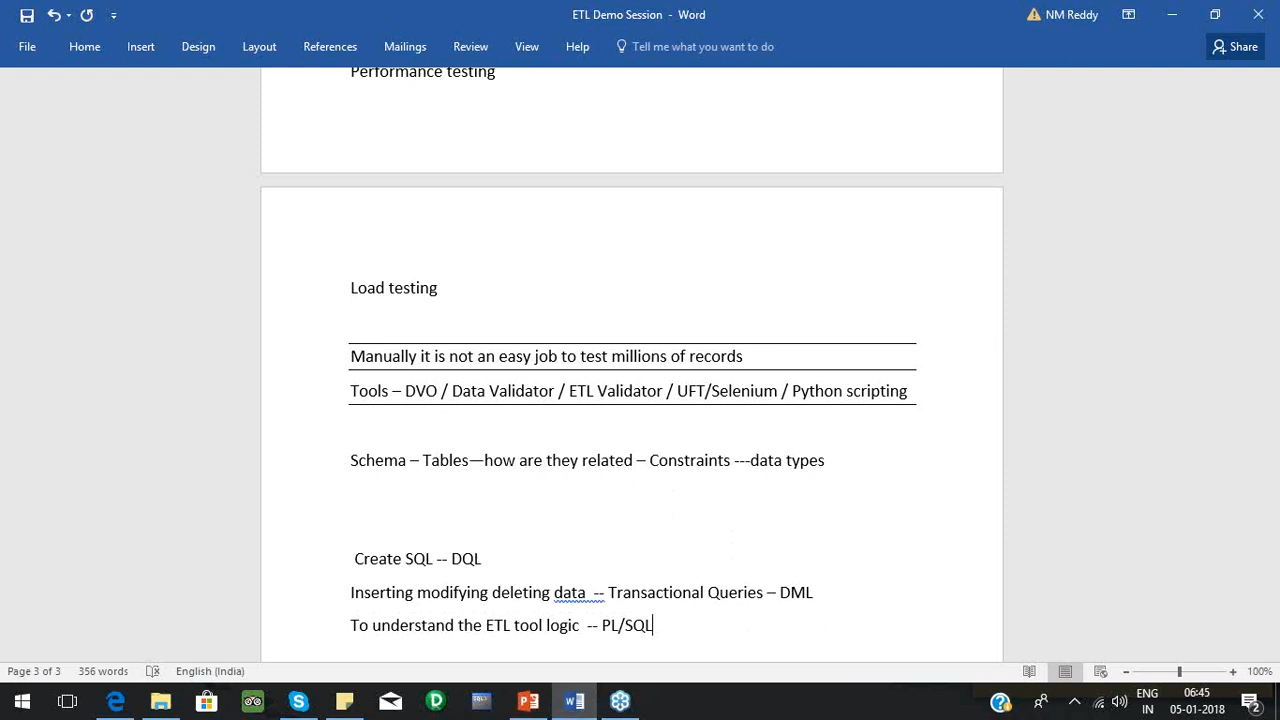 ETL Demo Session - Word
NM Reddy
File Home Insert Design Layout References Mailings Review View Help Tell me what you want to do Share
Performance testing
Load testing
Manually it is not an easy job to test millions of records
Tools – DVO / Data Validator / ETL Validator / UFT/Selenium / Python scripting
Schema – Tables—how are they related – Constraints ---data types
Create SQL -- DQL
Inserting modifying deleting data -- Transactional Queries – DML
To understand the ETL tool logic -- PL/SQL
Page 3 of 3 356 words English (India) 100%
ENG 06:45
IN 05-01-2018 2